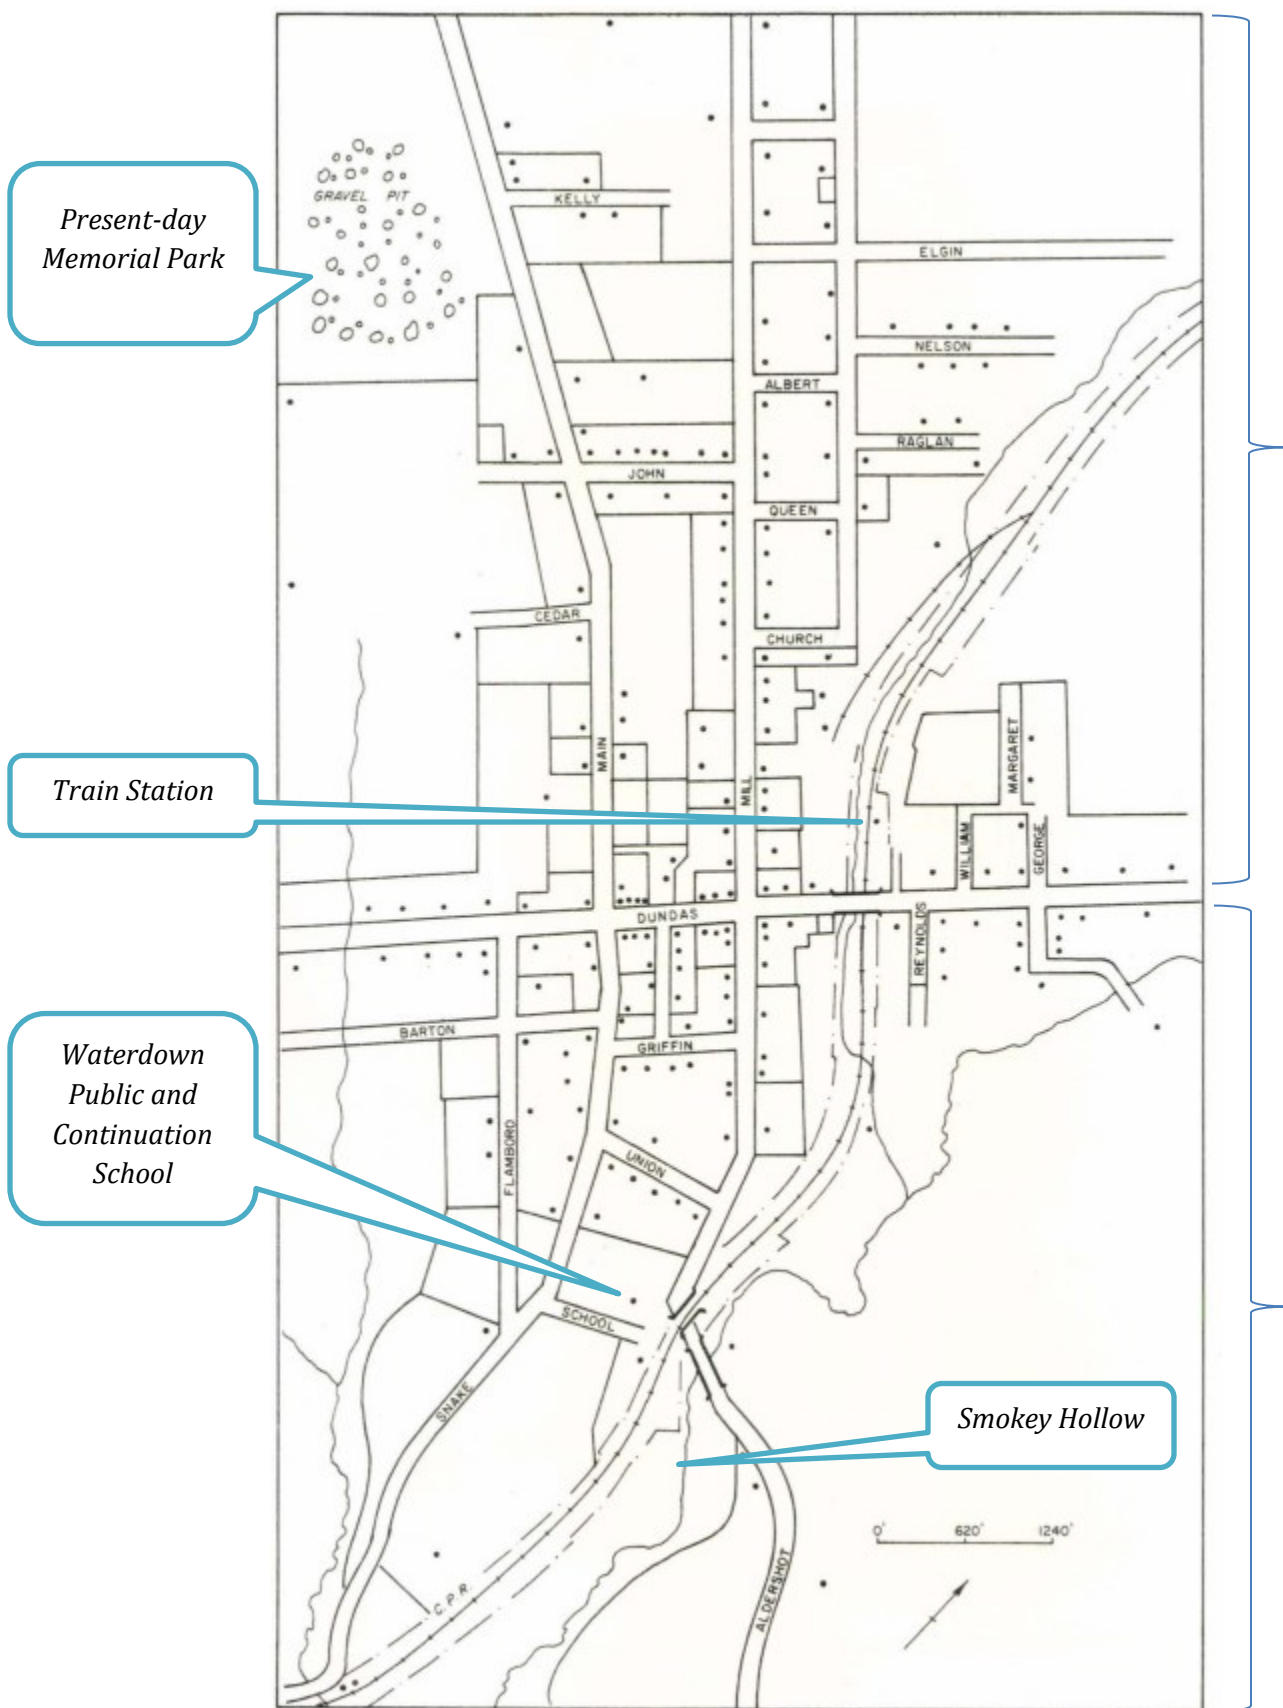 GRAVEL PIT
Present-day
Memorial Park
KELLY
ELGIN
NELSON
ALBERT
RAGLAN
JOHN
QUEEN
CEDAR
CHURCH
MAIN
MILL
MARGARET
Train Station
WILLIAM
GEORGE
DUNDAS
REYNOLDS
BARTON
GRIFFIN
Waterdown
Public and
Continuation
School
FLAMBORO
UNION
SCHOOL
SNAKE
Smokey Hollow
0' 620' 1240'
ALDERSHOT
C.P.R.